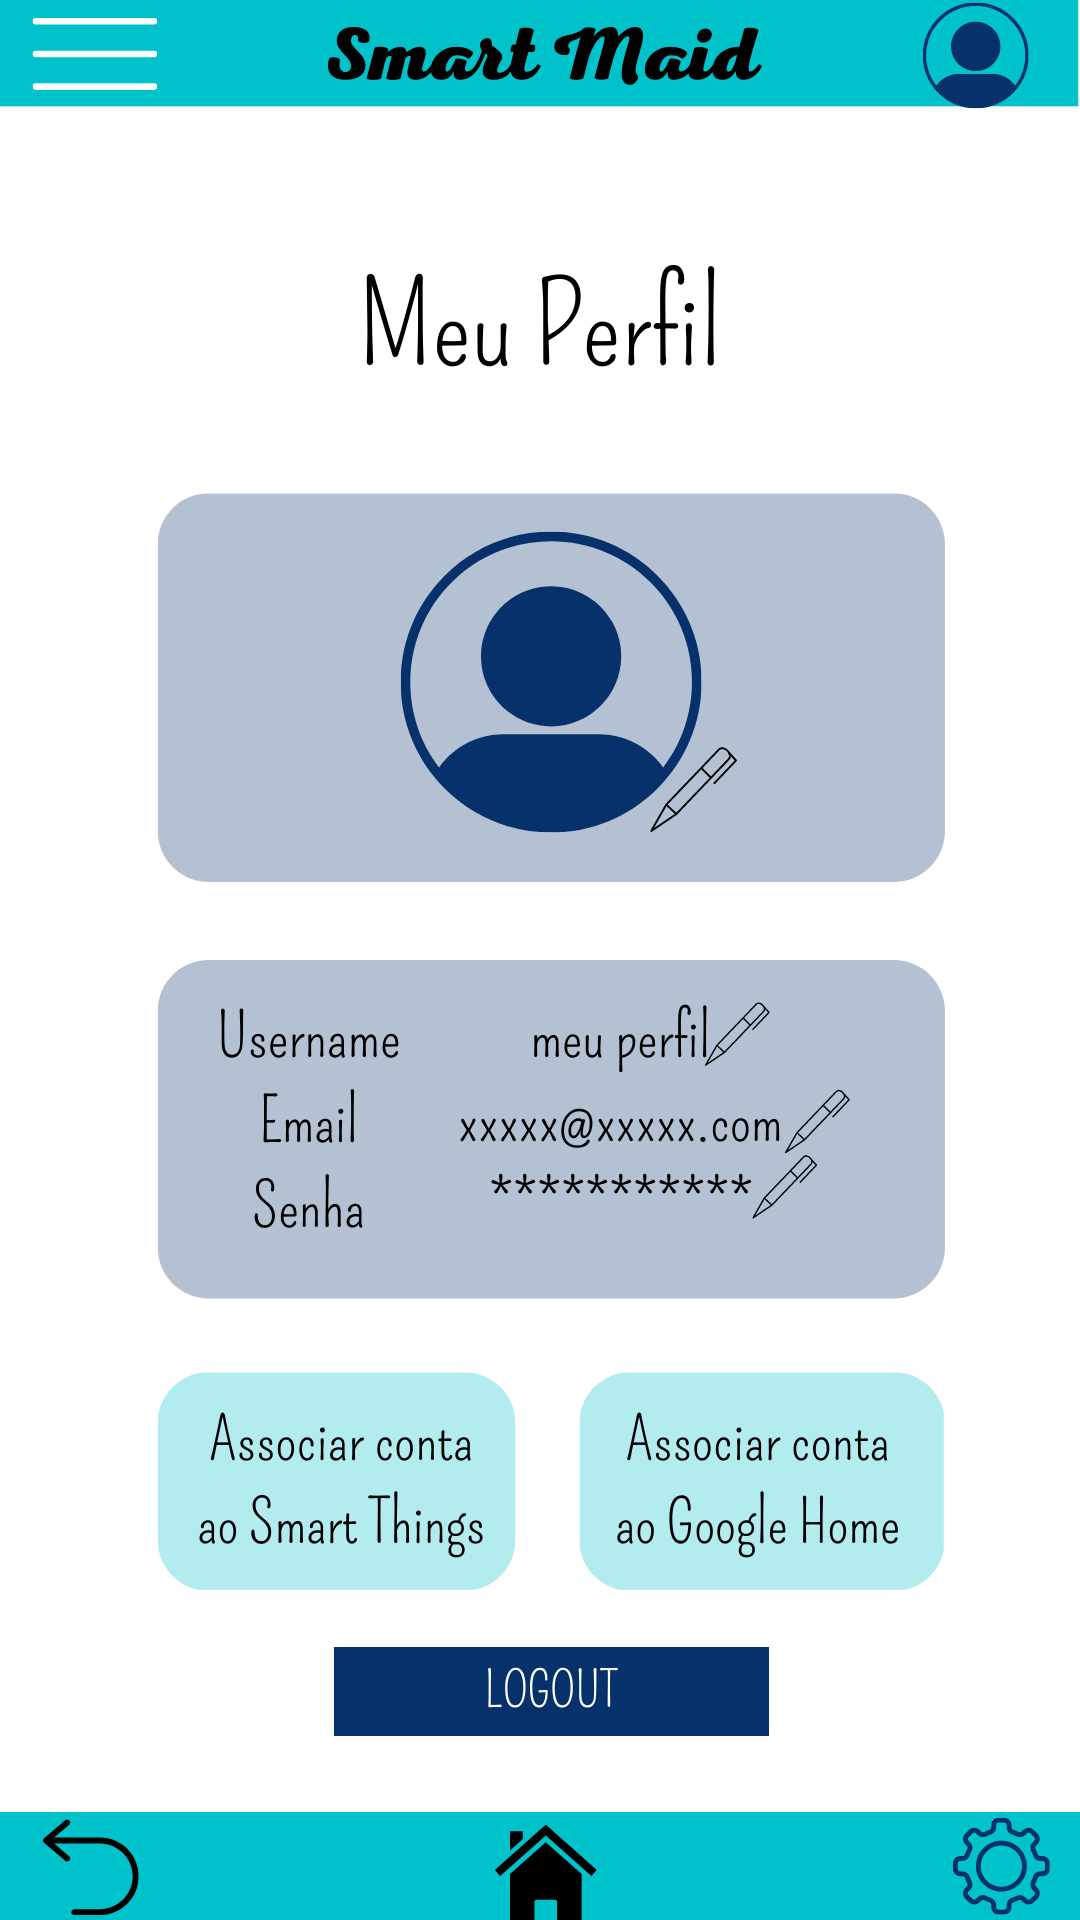 Smart Maid
Meu Perfil
Username meu perfil
Email xxxxx@xxxxx.com
Senha ***********
Associar conta
ao Smart Things
Associar conta
ao Google Home
LOGOUT